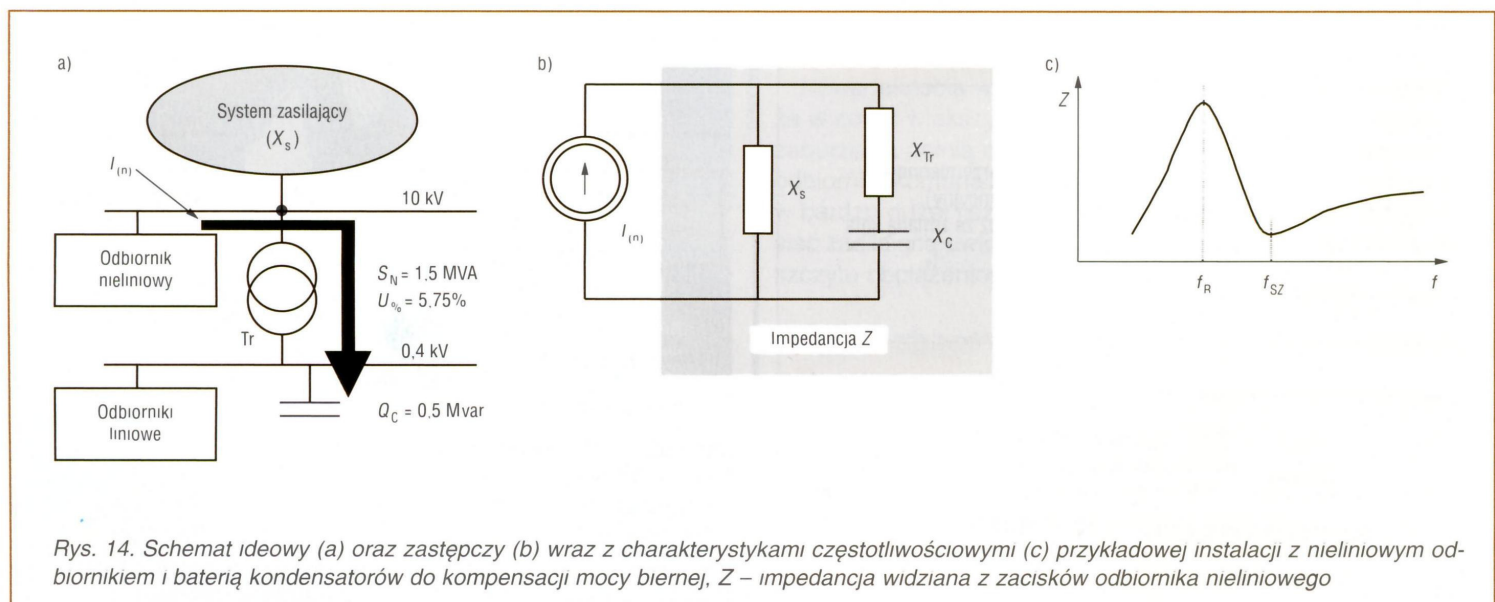 a)
System zasilający
(Xs)
I(n)
10 kV
Odbiornik
nieliniowy
SN = 1.5 MVA
U% = 5.75%
Tr
0,4 kV
Odbiorniki
liniowe
QC = 0,5 Mvar
b)
I(n)
Xs
XTr
XC
Impedancja Z
c)
Z
fR
fSZ
f
Rys. 14. Schemat ideowy (a) oraz zastępczy (b) wraz z charakterystykami częstotliwościowymi (c) przykładowej instalacji z nieliniowym od-
biornikiem i baterią kondensatorów do kompensacji mocy biernej, Z – impedancja widziana z zacisków odbiornika nieliniowego